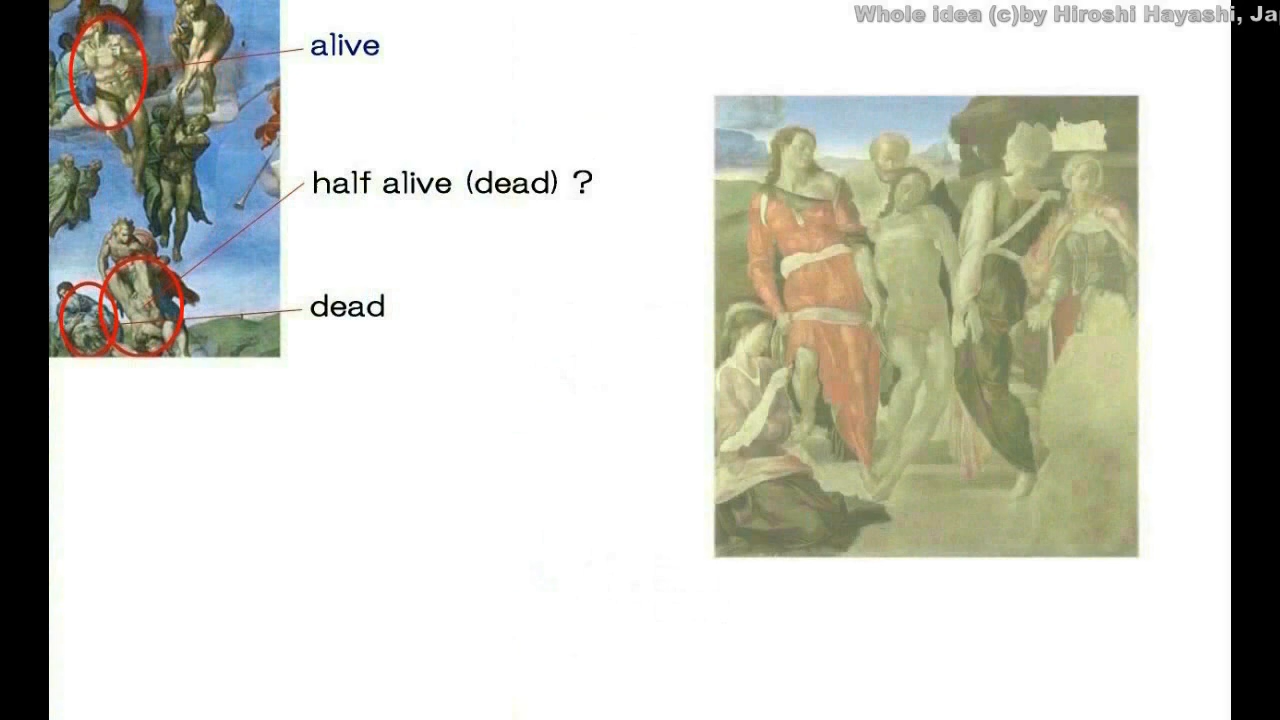 Whole idea (c)by Hiroshi Hayashi, Ja
alive
half alive (dead) ?
dead